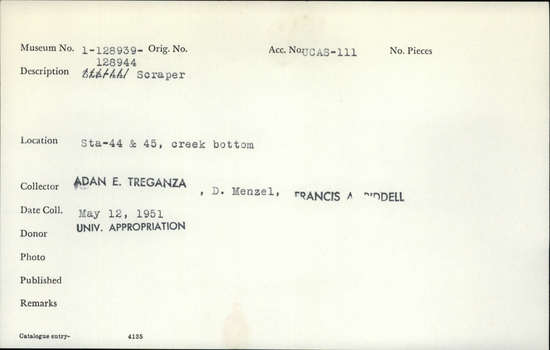 Museum No. 1-128939- Orig. No. Acc. No. UCAS-111 No. Pieces
128944
Description Scraper
Location Sta-44 & 45, creek bottom
Collector ADAN E. TREGANZA, D. Menzel, FRANCIS A. RIDDELL
Date Coll. May 12, 1951
Donor UNIV. APPROPRIATION
Photo
Published
Remarks
Catalogue entry- 4135